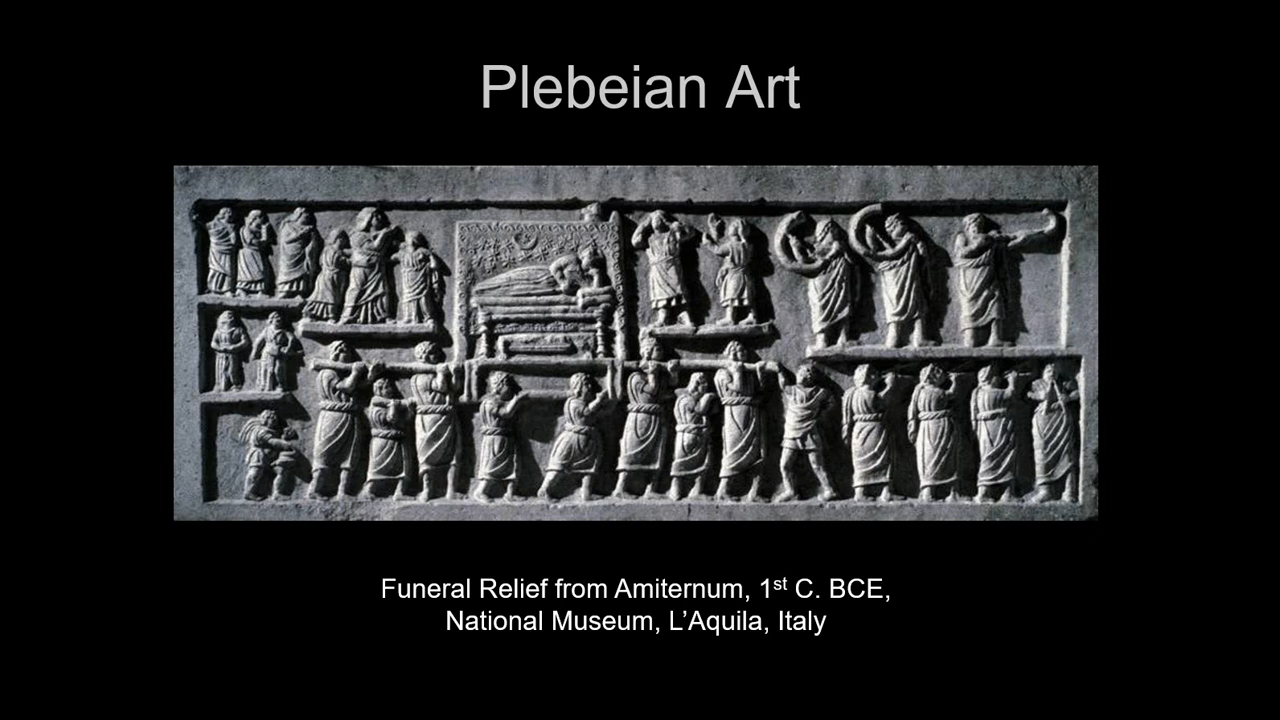 Plebeian Art
Funeral Relief from Amiternum, 1st C. BCE,
National Museum, L’Aquila, Italy